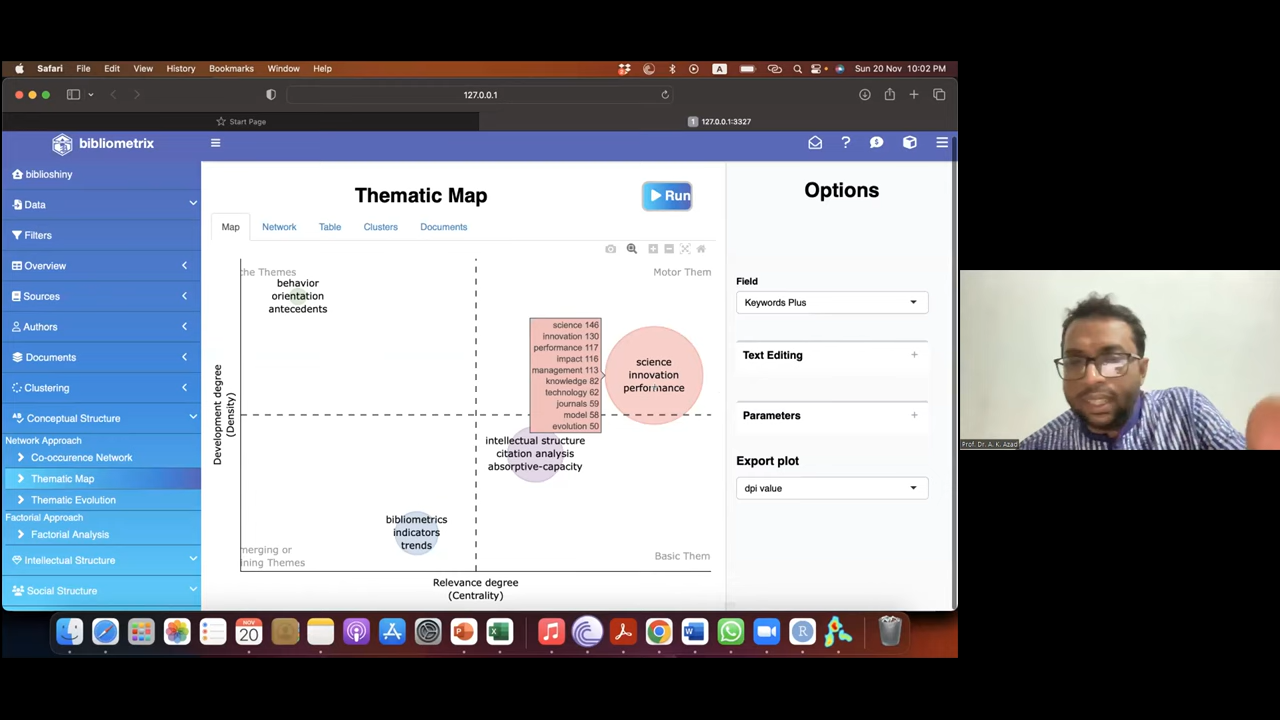 Safari File Edit View History Bookmarks Window Help
A
Sun 20 Nov 10:02 PM
127.0.0.1
Start Page
1 127.0.0.1:3327
bibliometrix
biblioshiny
Data
Filters
Overview
Sources
Authors
Documents
Clustering
Conceptual Structure
Network Approach
Co-occurence Network
Thematic Map
Thematic Evolution
Factorial Approach
Factorial Analysis
Intellectual Structure
Social Structure
Thematic Map
Run
Map Network Table Clusters Documents
che Themes
Motor Them
behavior
orientation
antecedents
science 146
innovation 130
performance 117
impact 116
management 113
knowledge 82
technology 62
journals 59
model 58
evolution 50
science
innovation
performance
intellectual structure
citation analysis
absorptive-capacity
bibliometrics
indicators
trends
merging or
ining Themes
Basic Them
Development degree
(Density)
Relevance degree
(Centrality)
Options
Field
Keywords Plus
Text Editing
Parameters
Export plot
dpi value
NOV
20
Prof. Dr. A. K. Azad